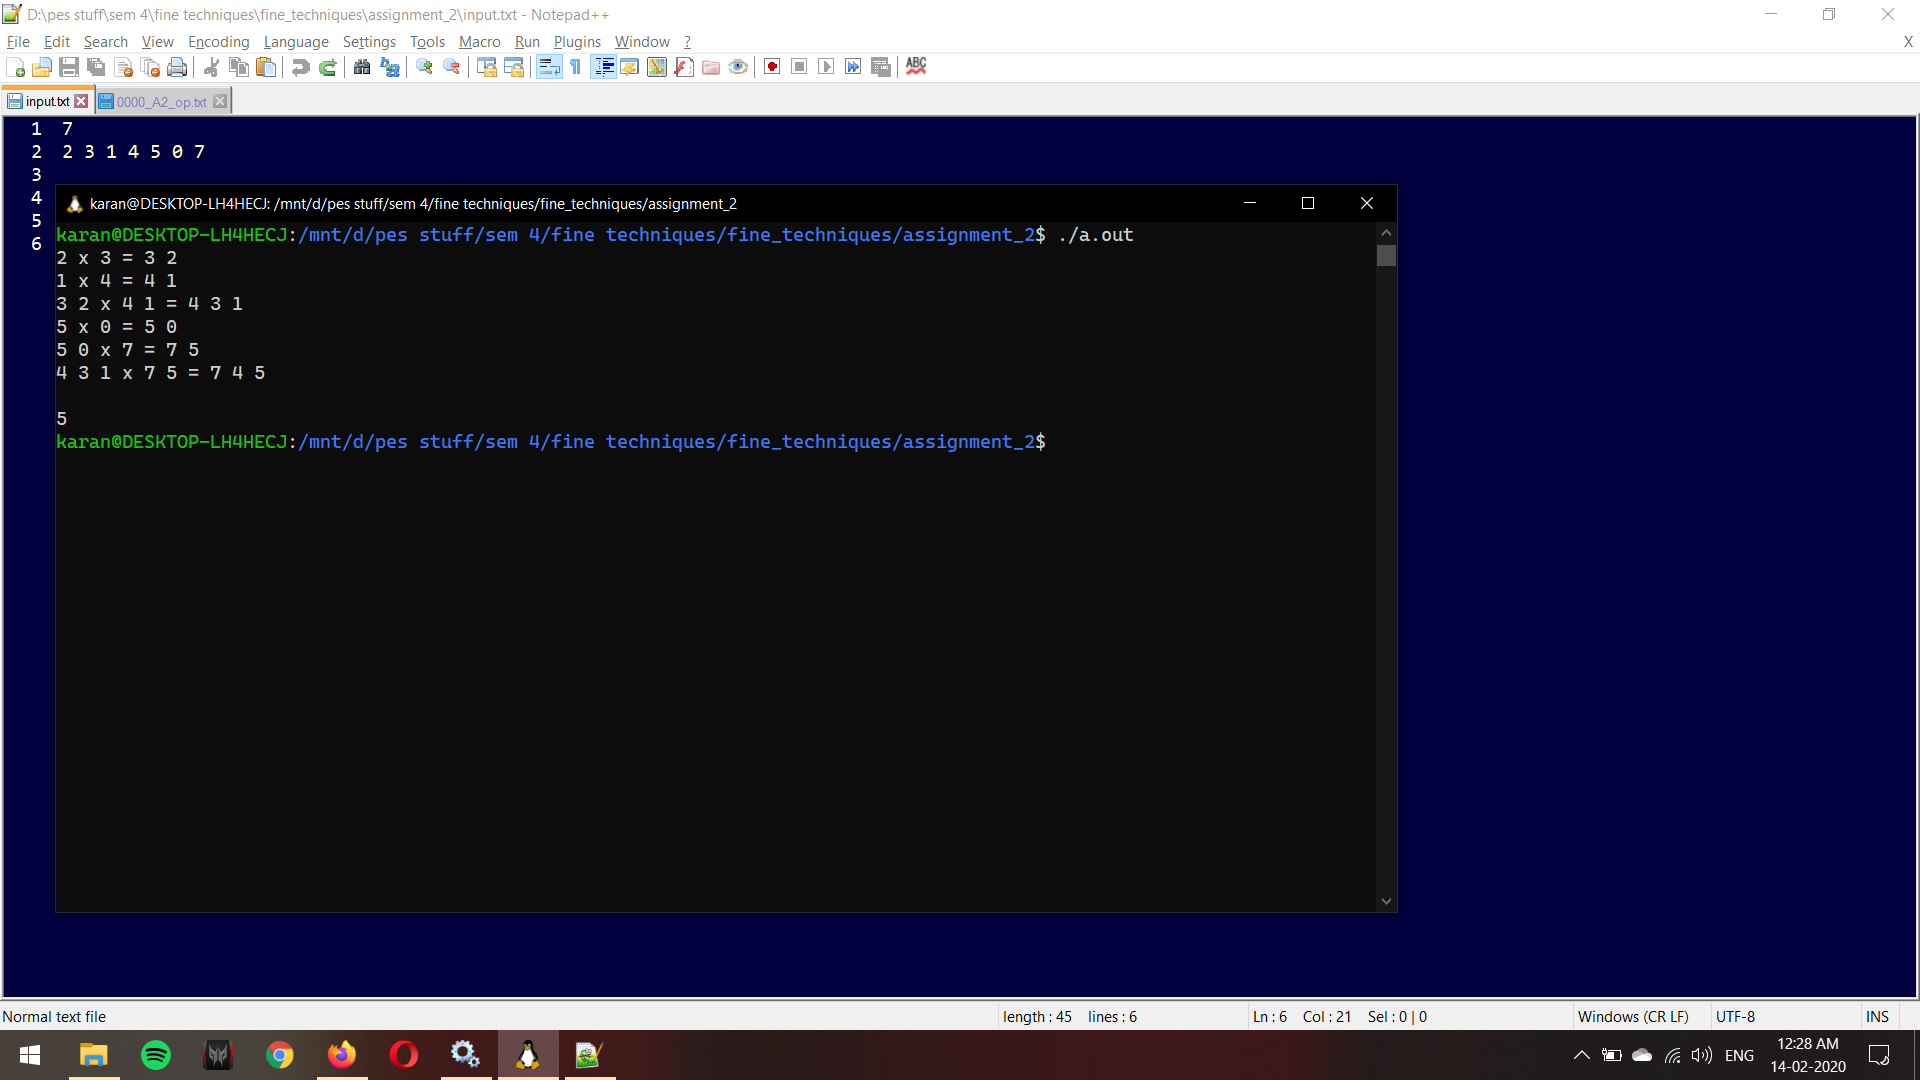 D:\pes stuff\sem 4\fine techniques\fine_techniques\assignment_2\input.txt - Notepad++
File Edit Search View Encoding Language Settings Tools Macro Run Plugins Window ? X
ABC
input.txt 0000_A2_op.txt
1 7
2 2 3 1 4 5 0 7
3
4
5
6
karan@DESKTOP-LH4HECJ: /mnt/d/pes stuff/sem 4/fine techniques/fine_techniques/assignment_2
karan@DESKTOP-LH4HECJ:/mnt/d/pes stuff/sem 4/fine techniques/fine_techniques/assignment_2$ ./a.out
2 x 3 = 3 2
1 x 4 = 4 1
3 2 x 4 1 = 4 3 1
5 x 0 = 5 0
5 0 x 7 = 7 5
4 3 1 x 7 5 = 7 4 5
5
karan@DESKTOP-LH4HECJ:/mnt/d/pes stuff/sem 4/fine techniques/fine_techniques/assignment_2$
Normal text file length : 45 lines : 6 Ln : 6 Col : 21 Sel : 0 | 0 Windows (CR LF) UTF-8 INS
ENG
12:28 AM
14-02-2020